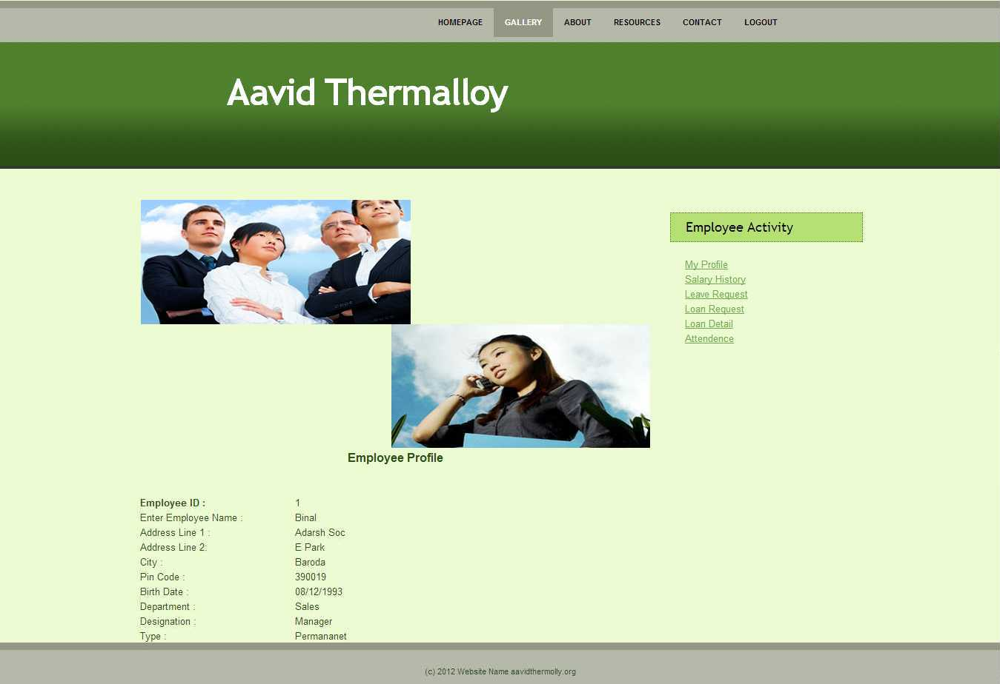 HOMEPAGE GALLERY ABOUT RESOURCES CONTACT LOGOUT
Aavid Thermalloy
Employee Activity
My Profile
Salary History
Leave Request
Loan Request
Loan Detail
Attendence
Employee Profile
Employee ID : 1
Enter Employee Name : Binal
Address Line 1 : Adarsh Soc
Address Line 2: E Park
City : Baroda
Pin Code : 390019
Birth Date : 08/12/1993
Department : Sales
Designation : Manager
Type : Permananet
(c) 2012 Website Name.aavidthermolly.org